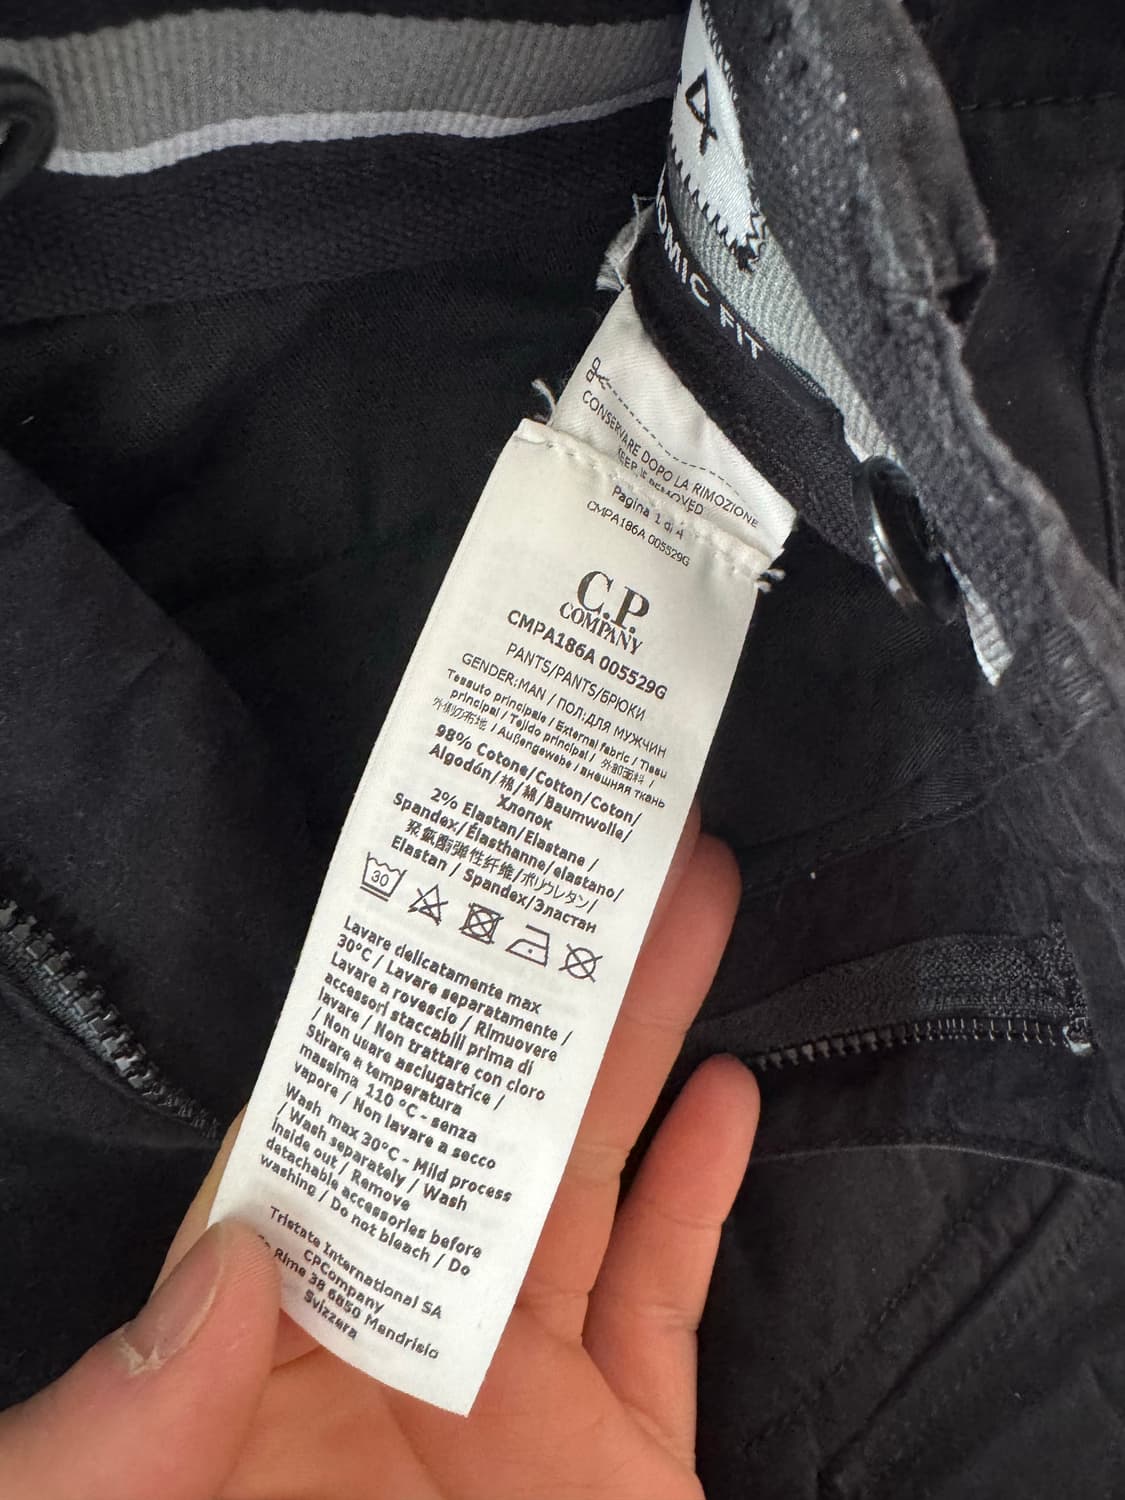 DX
OMIC FIT
CONSERVARE DOPO LA RIMOZIONE
KEEP IF REMOVED
Pagina 1 di 4
CMPA186A 005529G
C.P.
COMPANY
CMPA186A 005529G
PANTS/PANTS/БРЮКИ
GENDER:MAN / ПОЛ:ДЛЯ МУЖЧИН
Tessuto principale / External fabric / Tissu
principal / Tejido principal / 外部面料 /
外側の布地 / Außengewebe / внешняя ткань
98% Cotone/Cotton/Coton/
Algodón/棉/綿/Baumwolle/
Хлопок
2% Elastan/Elastane /
Spandex/Élasthanne/elastano/
聚氨酯弹性纤维/ポリウレタン/
Elastan / Spandex/Эластан
30
Lavare delicatamente max
30°C / Lavare separatamente /
Lavare a rovescio / Rimuovere
accessori staccabili prima di
lavare / Non trattare con cloro
/ Non usare asciugatrice /
Stirare a temperatura
massima 110 °C - senza
vapore / Non lavare a secco
Wash max 30°C - Mild process
/ Wash separately / Wash
inside out / Remove
detachable accessories before
washing / Do not bleach / Do
Tristate International SA
CPCompany
Rime 38 6850 Mendrisio
Svizzera